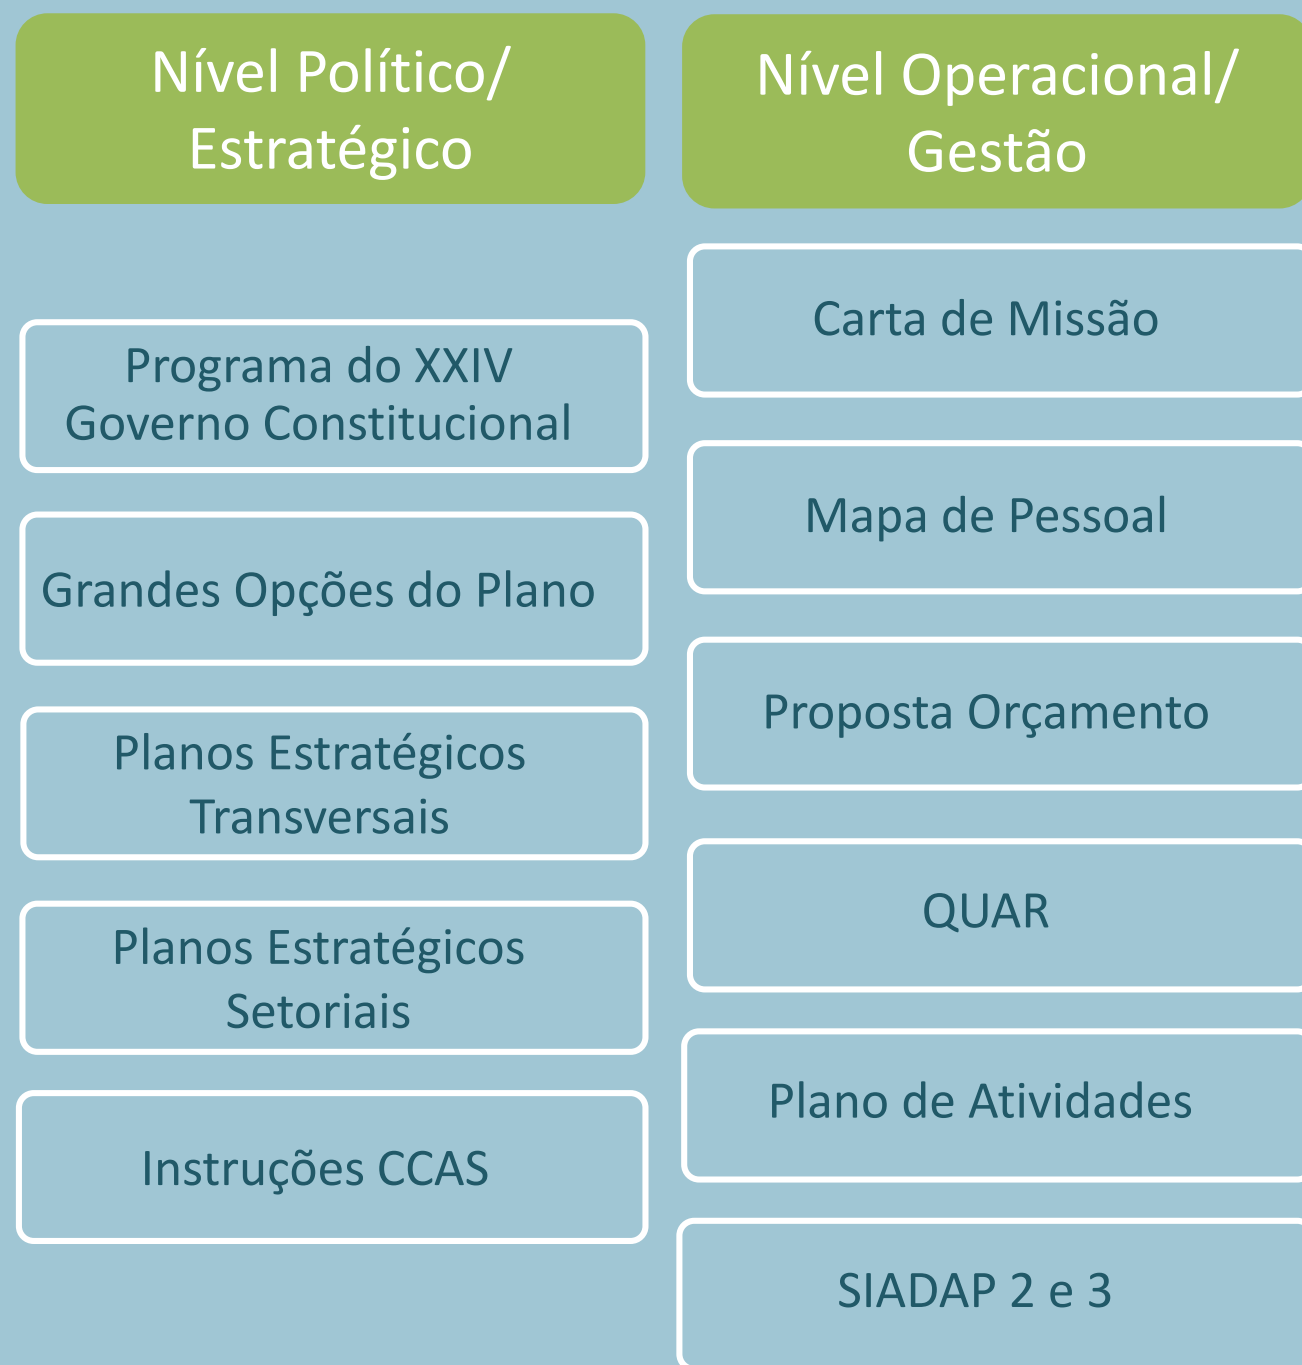 Nível Político/
Estratégico
Programa do XXIV
Governo Constitucional
Grandes Opções do Plano
Planos Estratégicos
Transversais
Planos Estratégicos
Setoriais
Instruções CCAS
Nível Operacional/
Gestão
Carta de Missão
Mapa de Pessoal
Proposta Orçamento
QUAR
Plano de Atividades
SIADAP 2 e 3